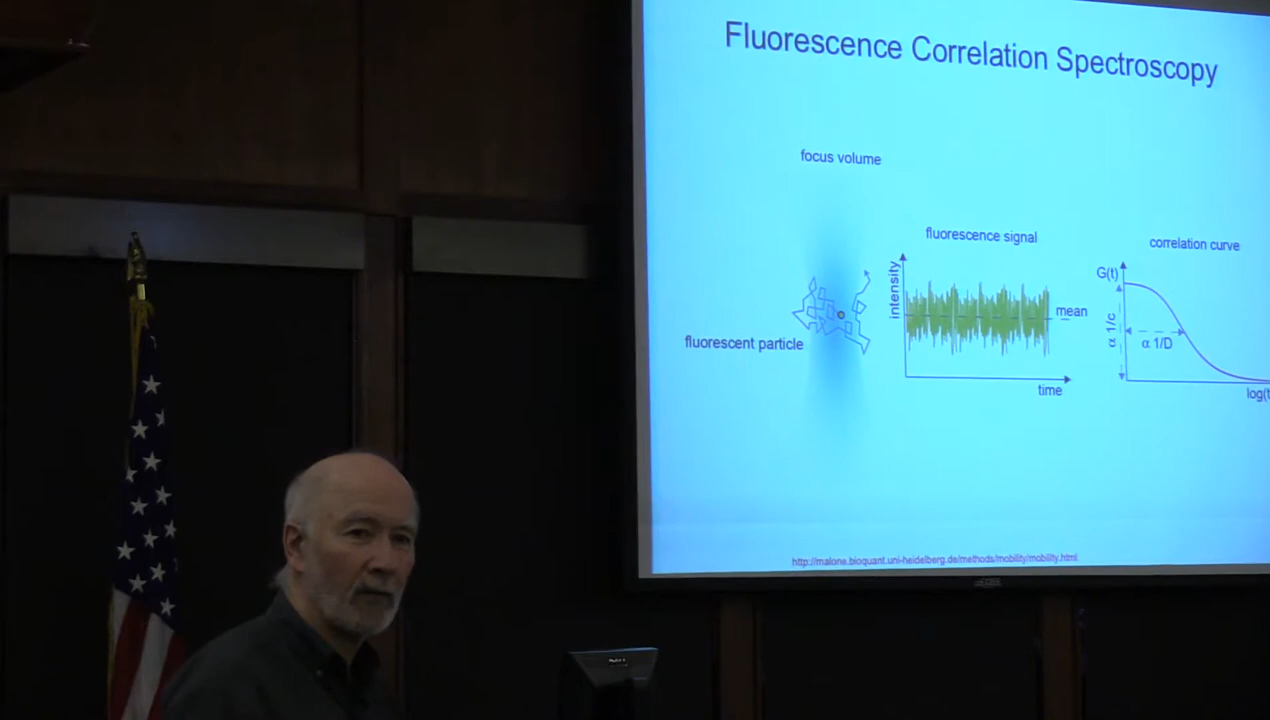 Fluorescence Correlation Spectroscopy
focus volume
fluorescence signal
correlation curve
intensity
G(t)
mean
α 1/c
α 1/D
fluorescent particle
time
log(t
http://malone.bioquant.uni-heidelberg.de/methods/mobility/mobility.html